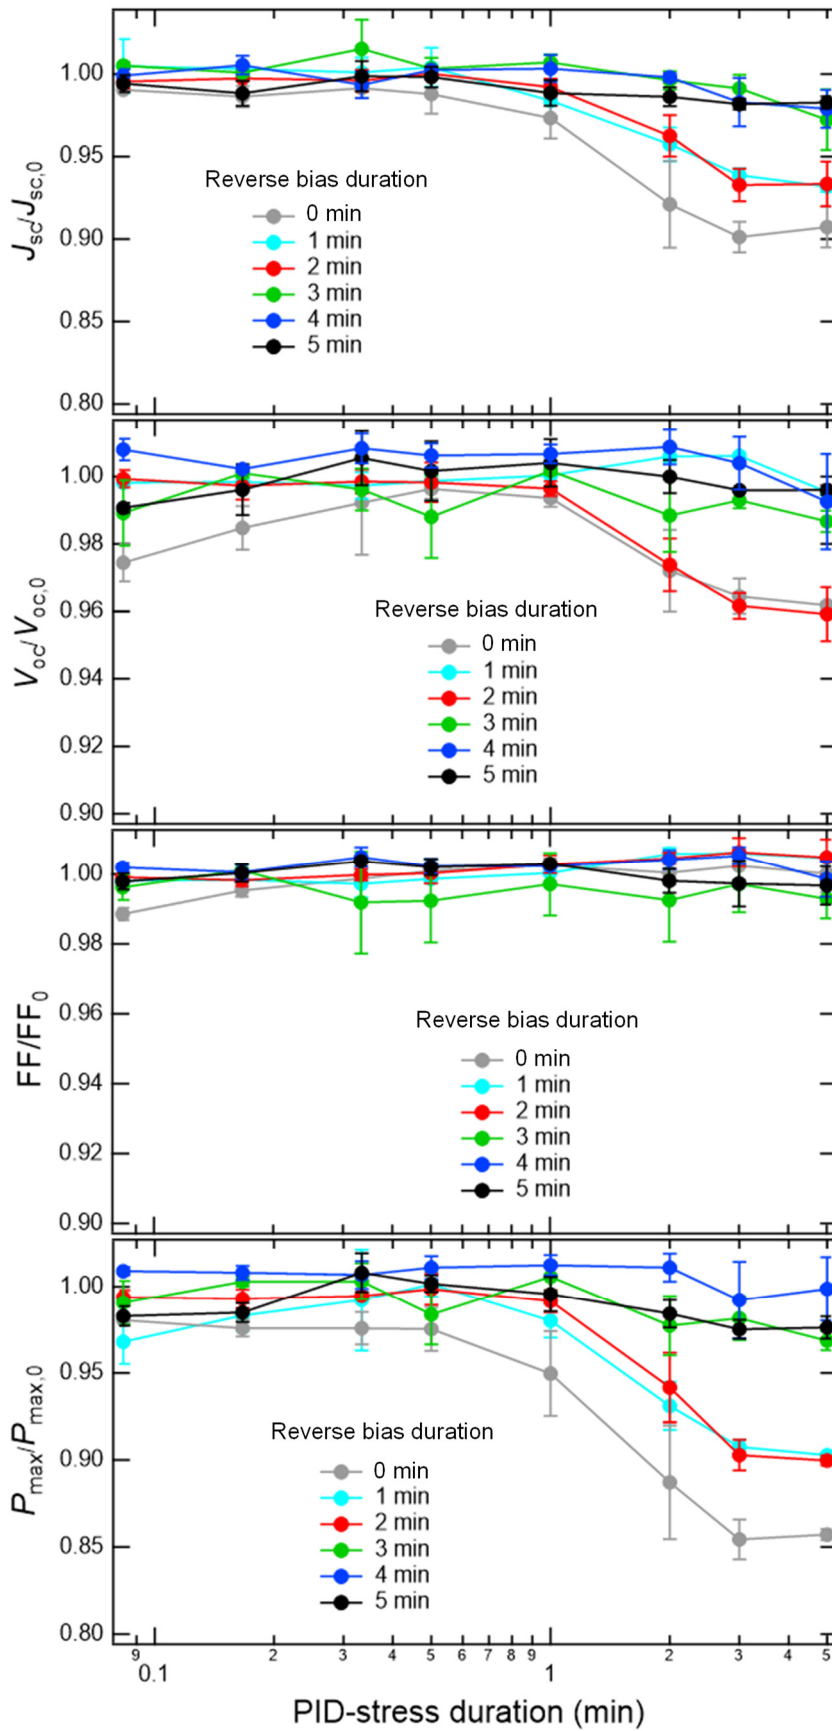 1.00
0.95
0.90
0.85
0.80
Jsc/Jsc,0
Reverse bias duration
0 min
1 min
2 min
3 min
4 min
5 min
1.00
0.98
0.96
0.94
0.92
0.90
Voc/Voc,0
Reverse bias duration
0 min
1 min
2 min
3 min
4 min
5 min
1.00
0.98
0.96
0.94
0.92
0.90
FF/FF0
Reverse bias duration
0 min
1 min
2 min
3 min
4 min
5 min
1.00
0.95
0.90
0.85
0.80
Pmax/Pmax,0
Reverse bias duration
0 min
1 min
2 min
3 min
4 min
5 min
9 2 3 4 5 6 7 8 9 2 3 4 5
0.1 1
PID-stress duration (min)